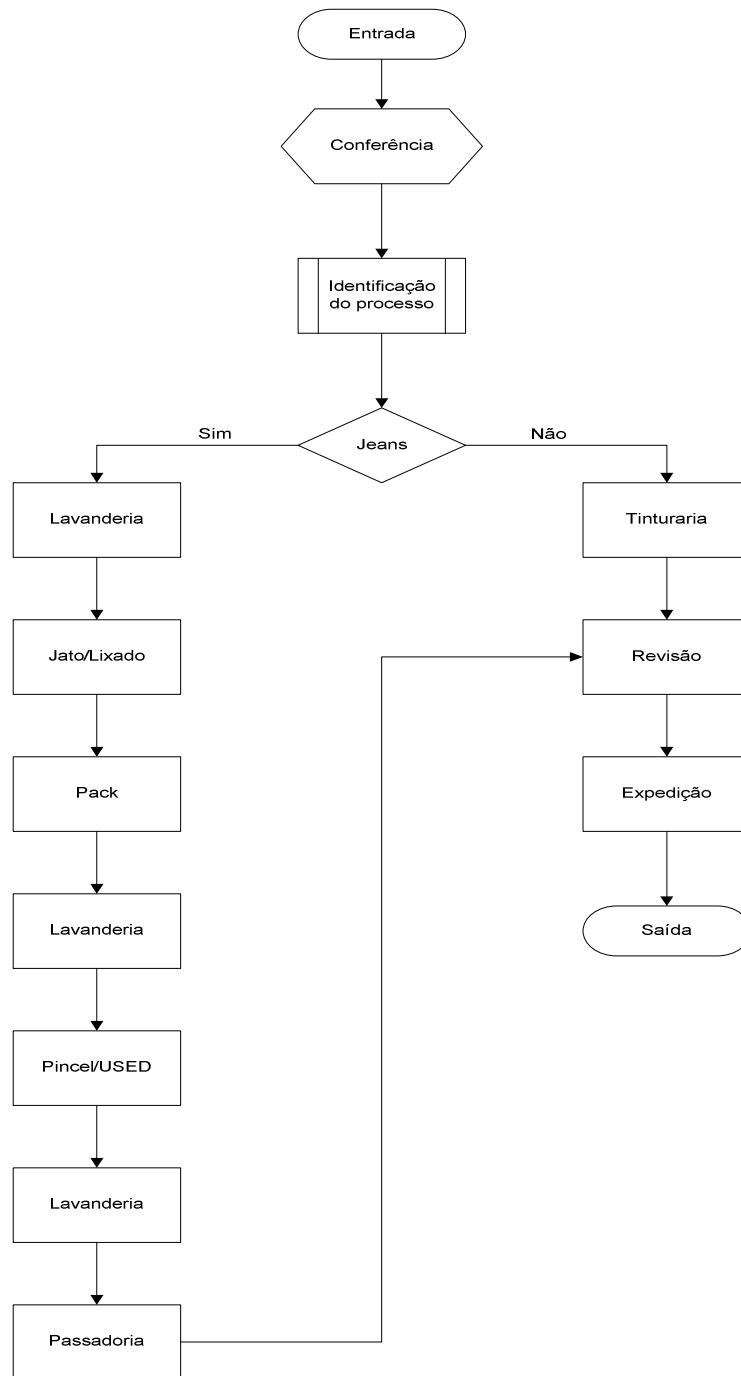 Entrada
Conferência
Identificação
do processo
Jeans
Sim
Não
Lavanderia
Tinturaria
Jato/Lixado
Revisão
Pack
Expedição
Lavanderia
Saída
Pincel/USED
Lavanderia
Passadoria